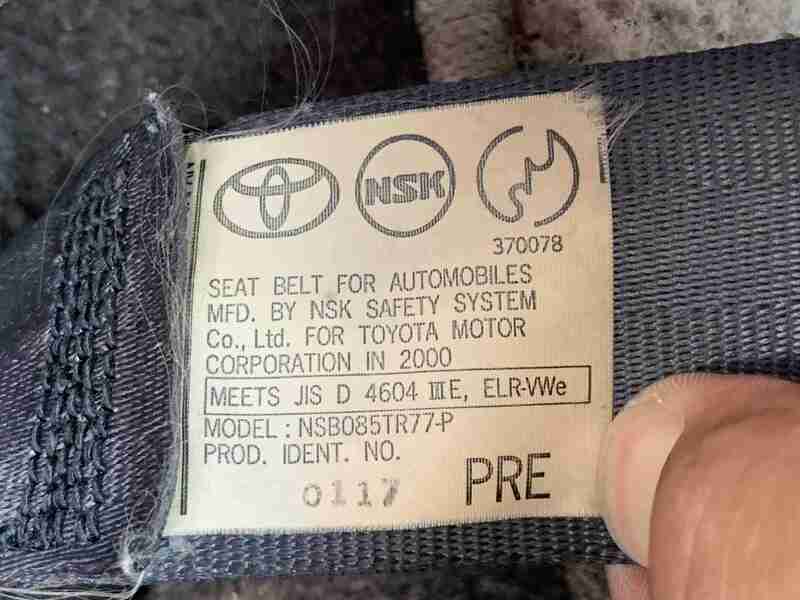 NSK
370078
SEAT BELT FOR AUTOMOBILES
MFD. BY NSK SAFETY SYSTEM
Co., Ltd. FOR TOYOTA MOTOR
CORPORATION IN 2000
MEETS JIS D 4604 ⅢE, ELR-VWe
MODEL : NSB085TR77-P
PROD. IDENT. NO.
0117
PRE